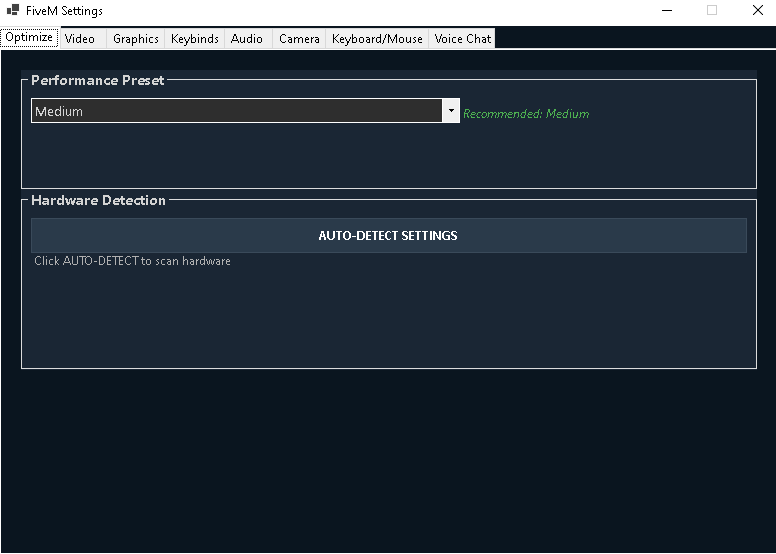 FiveM Settings
Optimize Video Graphics Keybinds Audio Camera Keyboard/Mouse Voice Chat
Performance Preset
Medium Recommended: Medium
Hardware Detection
AUTO-DETECT SETTINGS
Click AUTO-DETECT to scan hardware